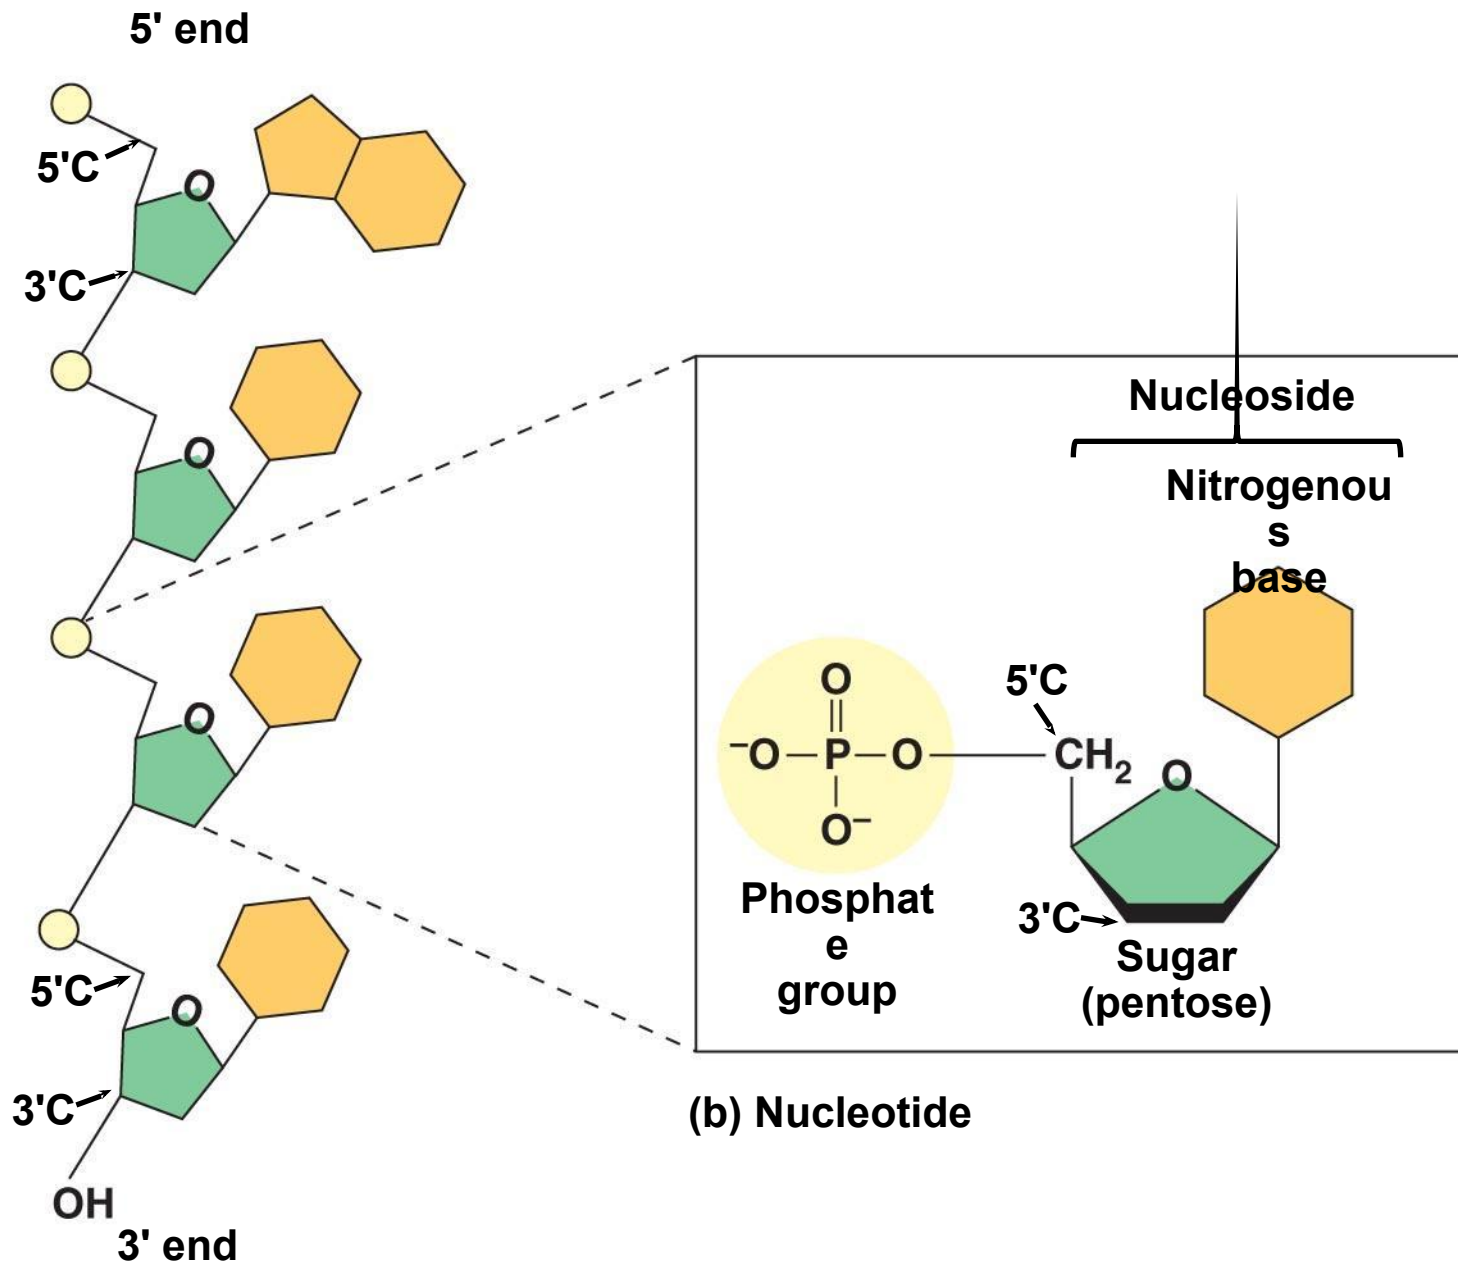 5' end
5'C
O
3'C
O
O
5'C
O
3'C
OH
3' end
Nucleoside
Nitrogenou
s
base
O
5'C
⁻O–P–O
CH₂
O
O⁻
Phosphat
e
group
3'C
Sugar
(pentose)
(b) Nucleotide